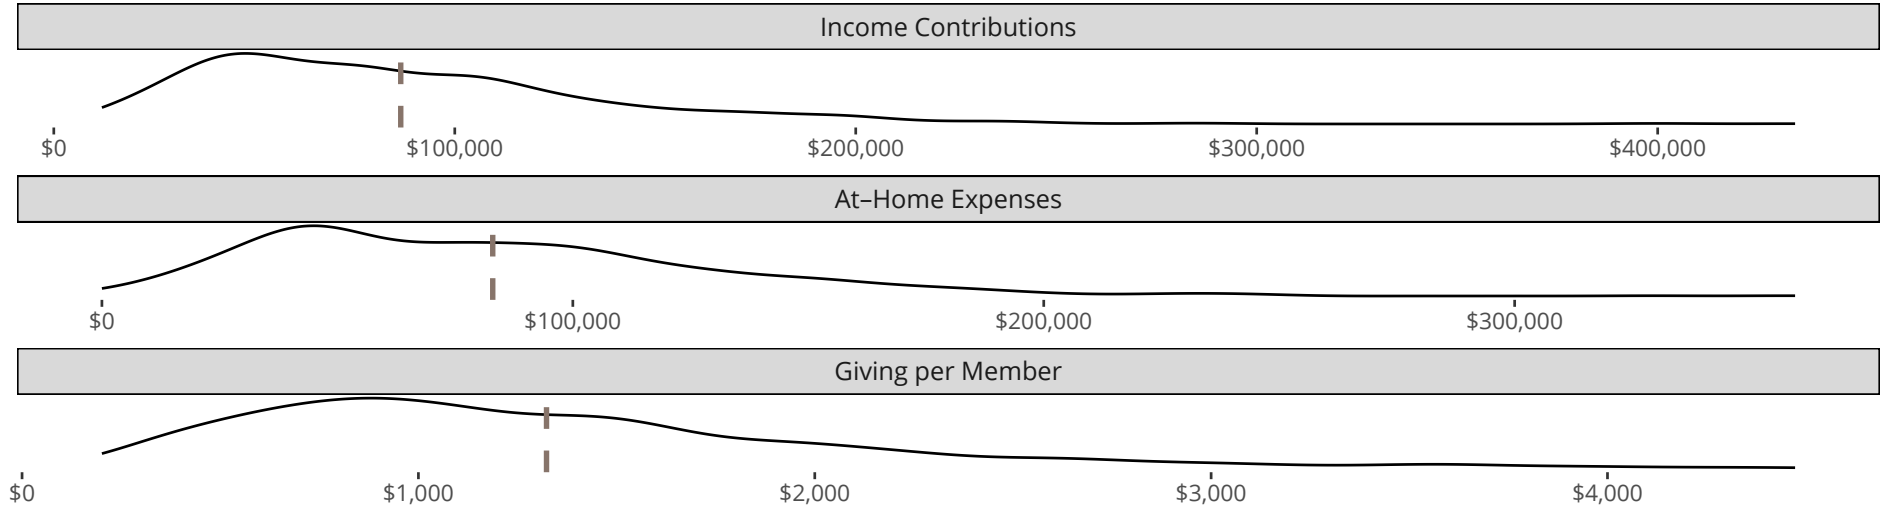 Income Contributions
$0 $100,000 $200,000 $300,000 $400,000
At–Home Expenses
$0 $100,000 $200,000 $300,000
Giving per Member
$0 $1,000 $2,000 $3,000 $4,000